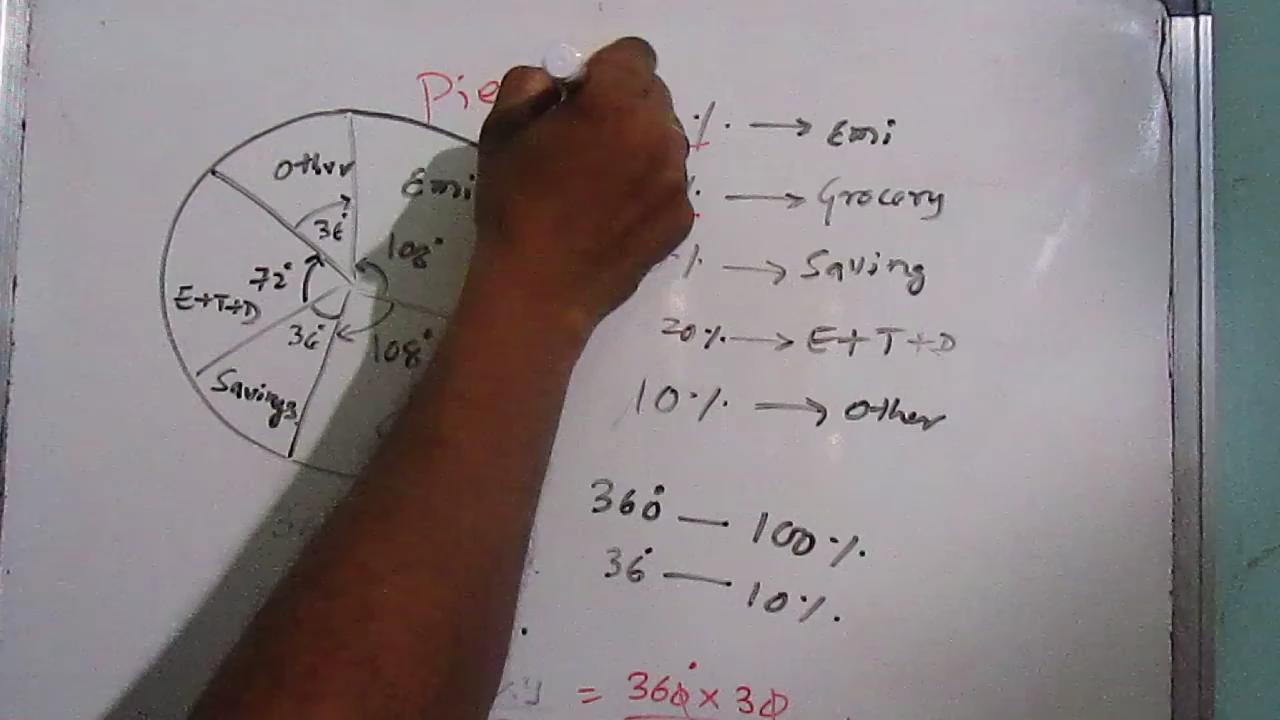 Pie
Other
Emi
36°
108°
72°
E+T+D
36°
108°
Savings
% → Emi
% → Grocery
% → Saving
20% → E+T+D
10% → Other
360° — 100%
36° — 10%
= 360° × 30